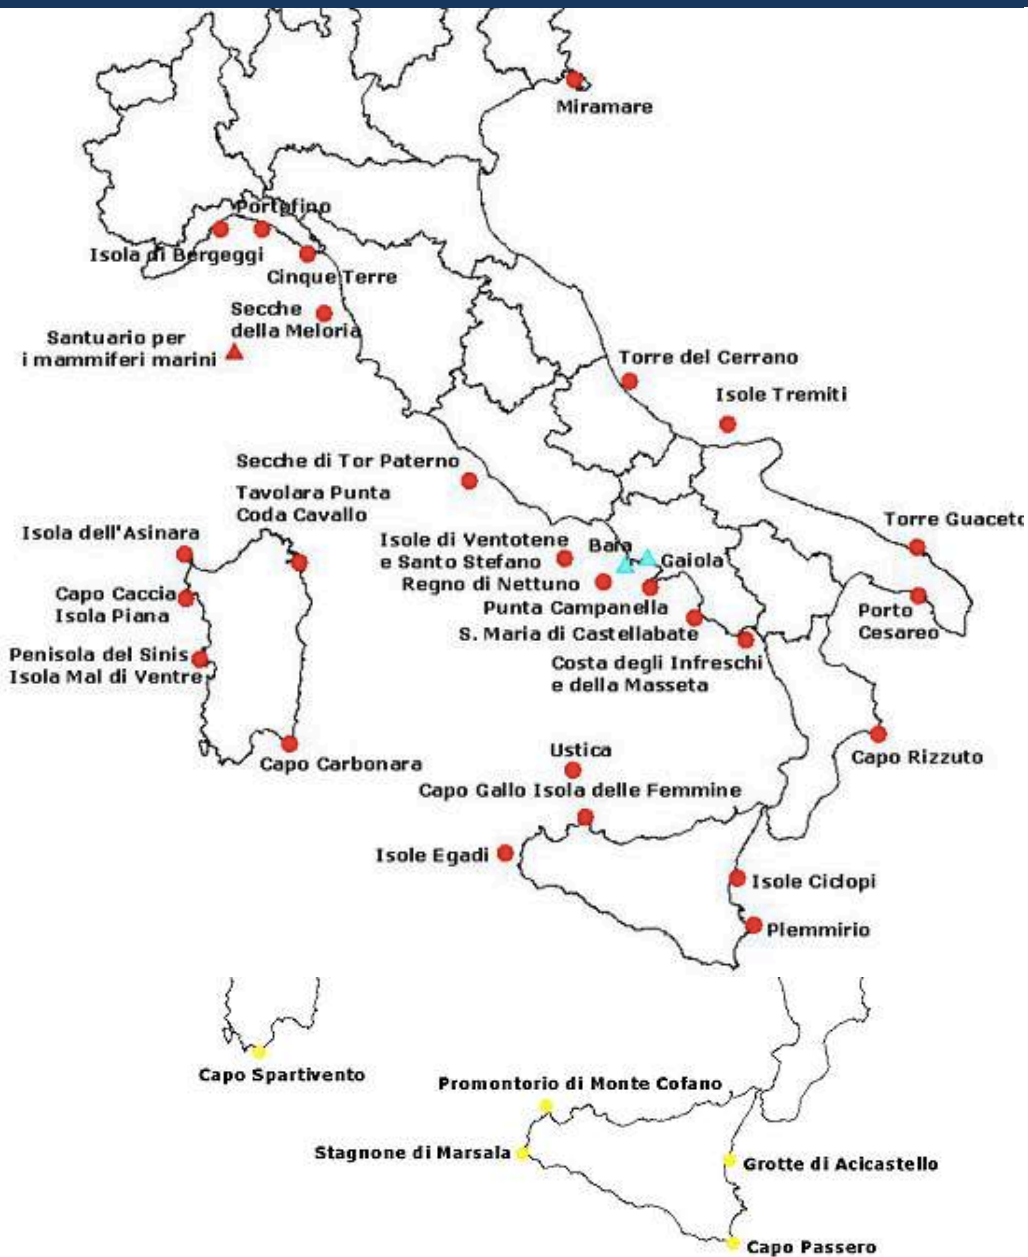 Miramare
Portofino
Isola di Bergeggi
Cinque Terre
Secche
della Meloria
Santuario per
i mammiferi marini
Torre del Cerrano
Isole Tremiti
Secche di Tor Paterno
Tavolara Punta
Coda Cavallo
Isola dell'Asinara
Isole di Ventotene
e Santo Stefano
Baia
Gaiola
Torre Guaceto
Regno di Nettuno
Capo Caccia
Isola Piana
Punta Campanella
Porto
Cesareo
S. Maria di Castellabate
Penisola del Sinis
Isola Mal di Ventre
Costa degli Infreschi
e della Masseta
Capo Carbonara
Ustica
Capo Rizzuto
Capo Gallo Isola delle Femmine
Isole Egadi
Isole Ciclopi
Plemmirio
Capo Spartivento
Promontorio di Monte Cofano
Stagnone di Marsala
Grotte di Acicastello
Capo Passero